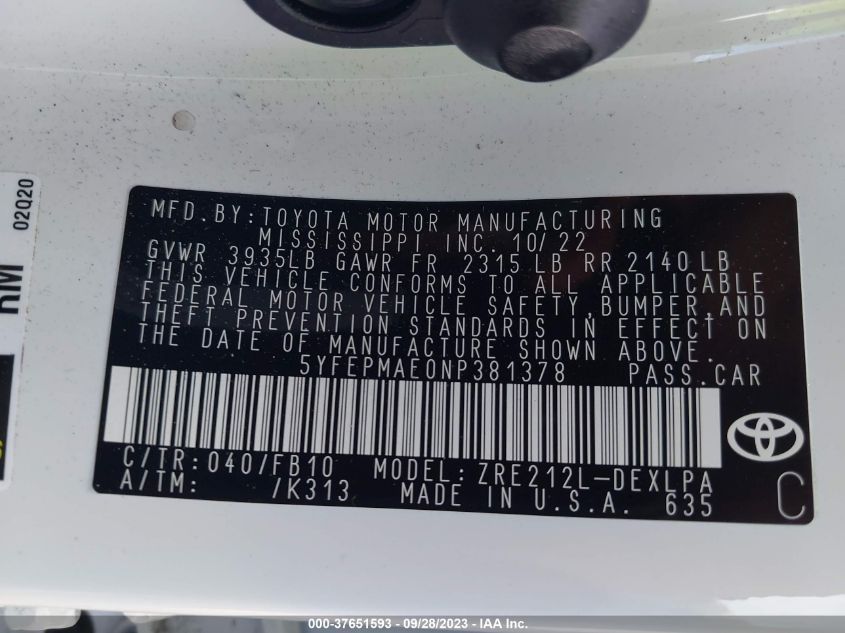 02Q20
RM
MFD.BY:TOYOTA MOTOR MANUFACTURING
MISSISSIPPI INC. 10/22
GVWR 3935LB GAWR FR 2315 LB RR 2140 LB
THIS VEHICLE CONFORMS TO ALL APPLICABLE
FEDERAL MOTOR VEHICLE SAFETY,BUMPER,AND
THEFT PREVENTION STANDARDS IN EFFECT ON
THE DATE OF MANUFACTURE SHOWN ABOVE.
5YFEPMAE0NP381378 PASS.CAR
C/TR: 040/FB10 MODEL: ZRE212L-DEXLPA
A/TM: /K313 MADE IN U.S.A. 635
C
000-37651593 - 09/28/2023 - IAA Inc.